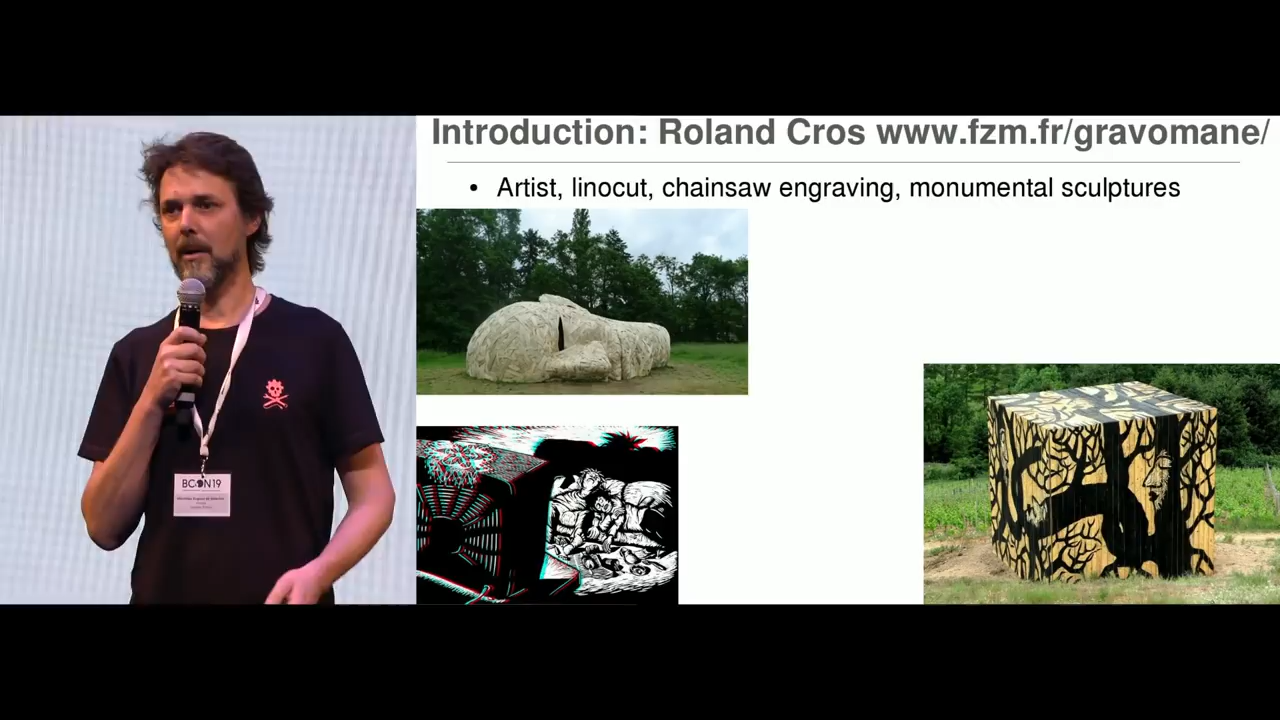 Introduction: Roland Cros www.fzm.fr/gravomane/
• Artist, linocut, chainsaw engraving, monumental sculptures
BCON19